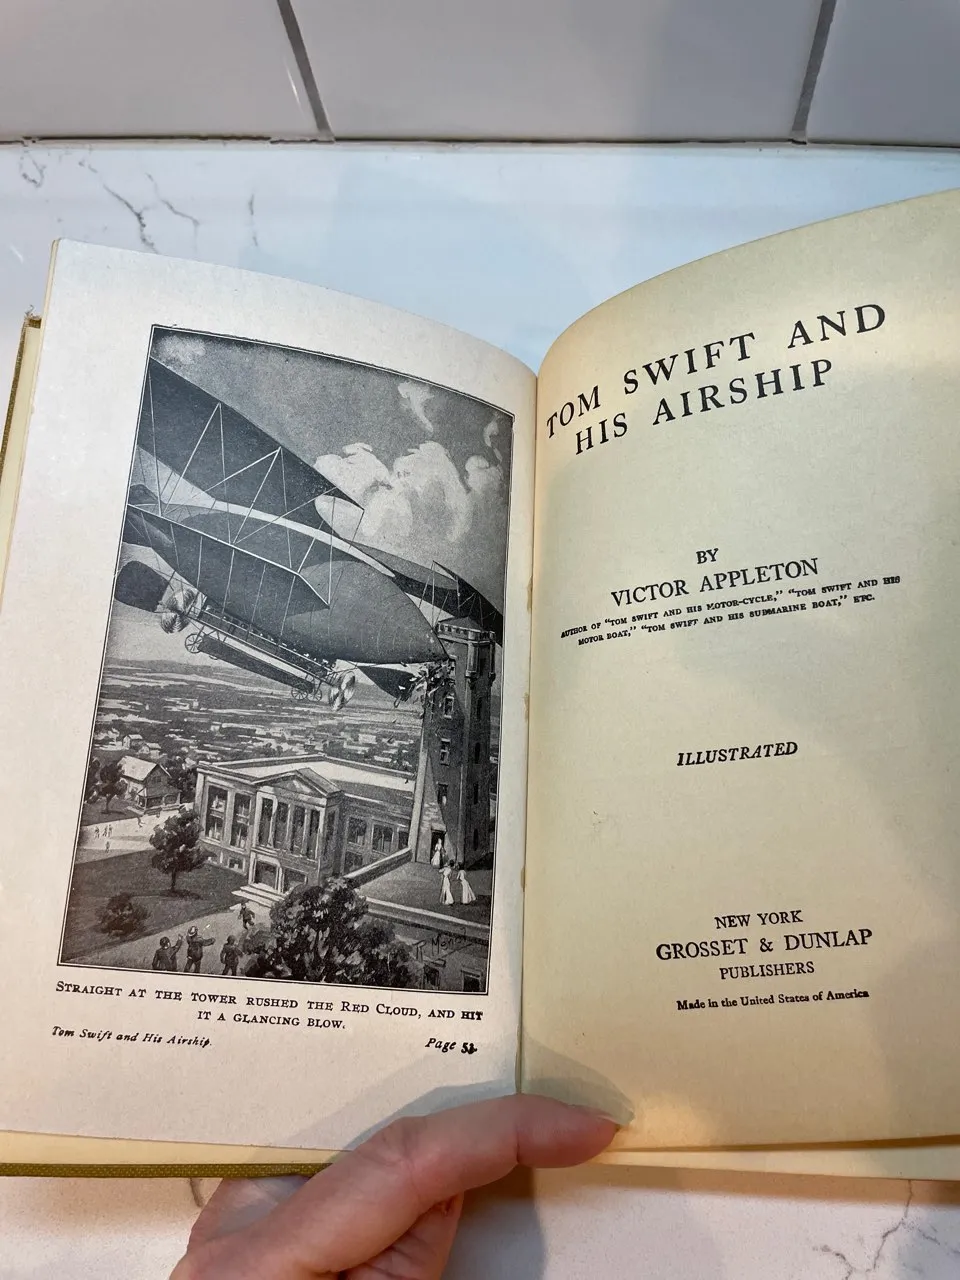 STRAIGHT AT THE TOWER RUSHED THE RED CLOUD, AND HIT
IT A GLANCING BLOW.
Tom Swift and His Airship.
Page 53
TOM SWIFT AND
HIS AIRSHIP
BY
VICTOR APPLETON
AUTHOR OF "TOM SWIFT AND HIS MOTOR-CYCLE," "TOM SWIFT AND HIS
MOTOR BOAT," "TOM SWIFT AND HIS SUBMARINE BOAT," ETC.
ILLUSTRATED
NEW YORK
GROSSET & DUNLAP
PUBLISHERS
Made in the United States of America